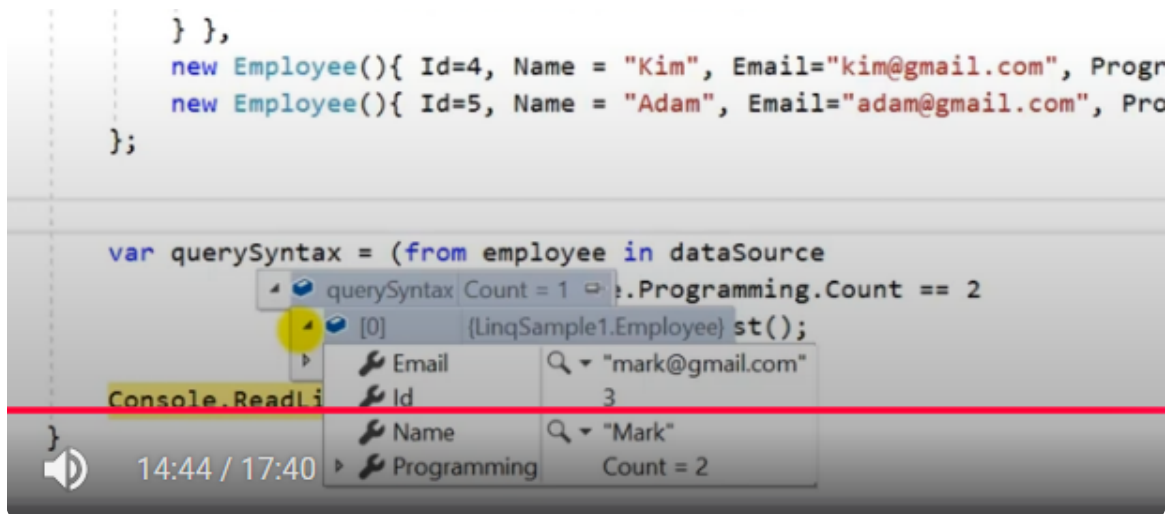 } },
new Employee(){ Id=4, Name = "Kim", Email="kim@gmail.com", Progr
new Employee(){ Id=5, Name = "Adam", Email="adam@gmail.com", Pro
};
var querySyntax = (from employee in dataSource
querySyntax Count = 1 e.Programming.Count == 2
[0] {LinqSample1.Employee} st();
Email "mark@gmail.com"
Console.ReadLi Id 3
} Name "Mark"
14:44 / 17:40 Programming Count = 2